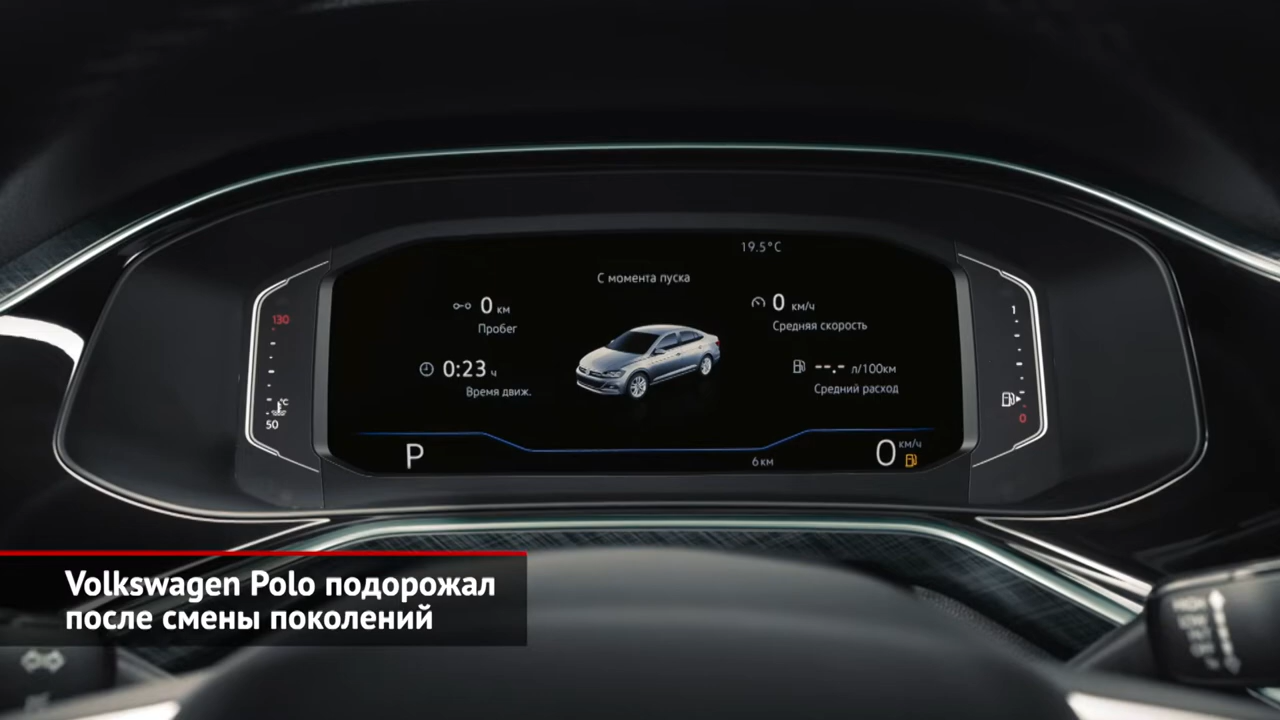 19.5°C
С момента пуска
0 км
Пробег
0 км/ч
Средняя скорость
0:23 ч
Время движ.
--.- л/100км
Средний расход
130
°C
50
1
0
P
6 км
0 км/ч
Volkswagen Polo подорожал
после смены поколений